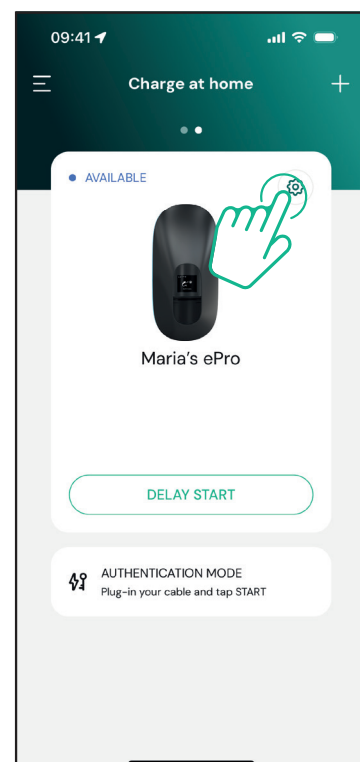 09:41
Charge at home
AVAILABLE
Maria's ePro
DELAY START
AUTHENTICATION MODE
Plug-in your cable and tap START